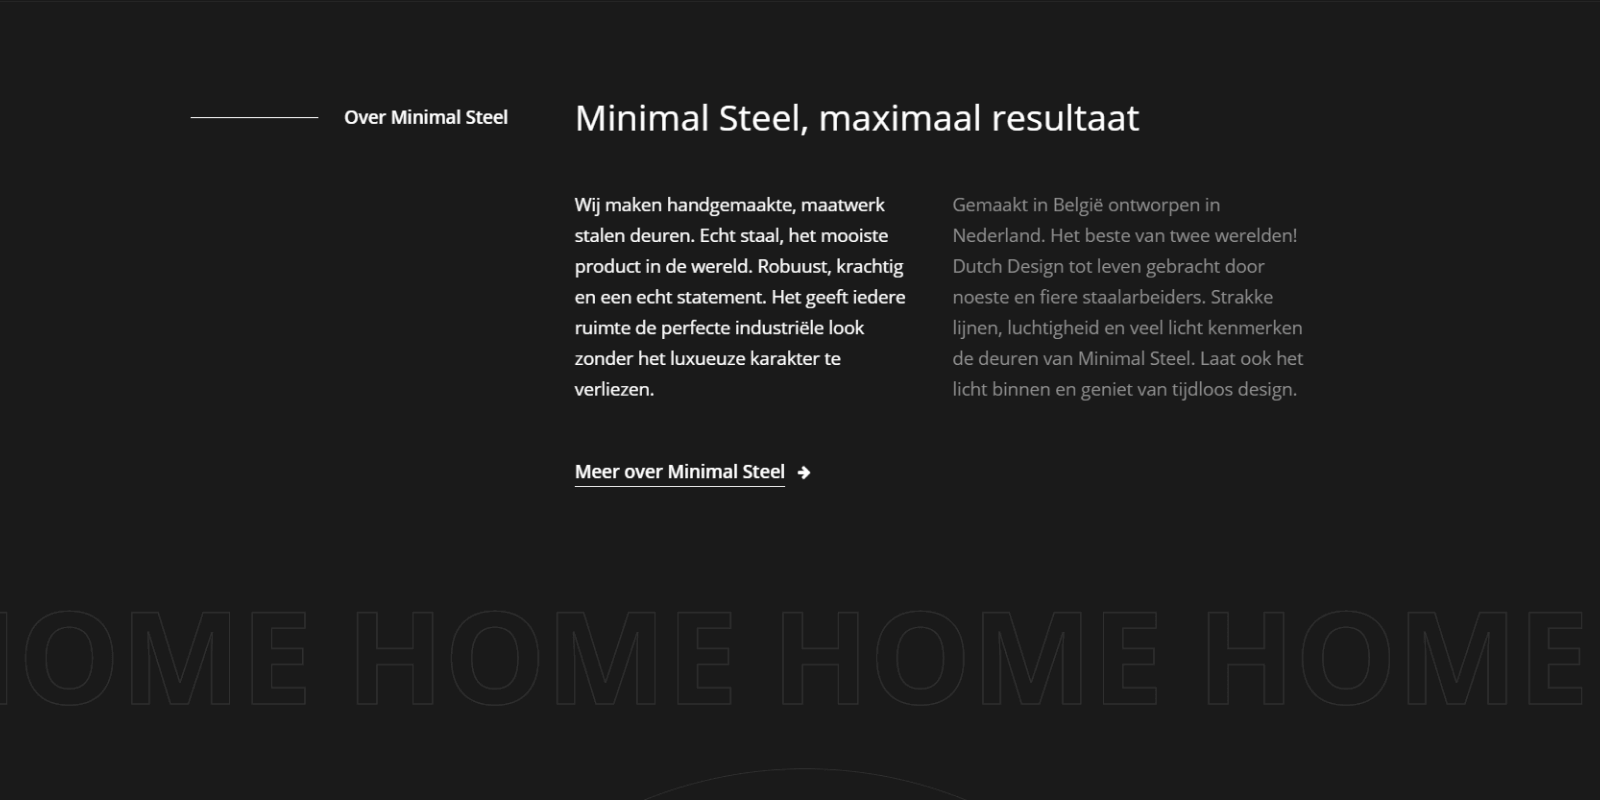 Over Minimal Steel
Minimal Steel, maximaal resultaat
Wij maken handgemaakte, maatwerk
stalen deuren. Echt staal, het mooiste
product in de wereld. Robuust, krachtig
en een echt statement. Het geeft iedere
ruimte de perfecte industriële look
zonder het luxueuze karakter te
verliezen.
Gemaakt in België ontworpen in
Nederland. Het beste van twee werelden!
Dutch Design tot leven gebracht door
noeste en fiere staalarbeiders. Strakke
lijnen, luchtigheid en veel licht kenmerken
de deuren van Minimal Steel. Laat ook het
licht binnen en geniet van tijdloos design.
Meer over Minimal Steel
HOME HOME HOME HOME